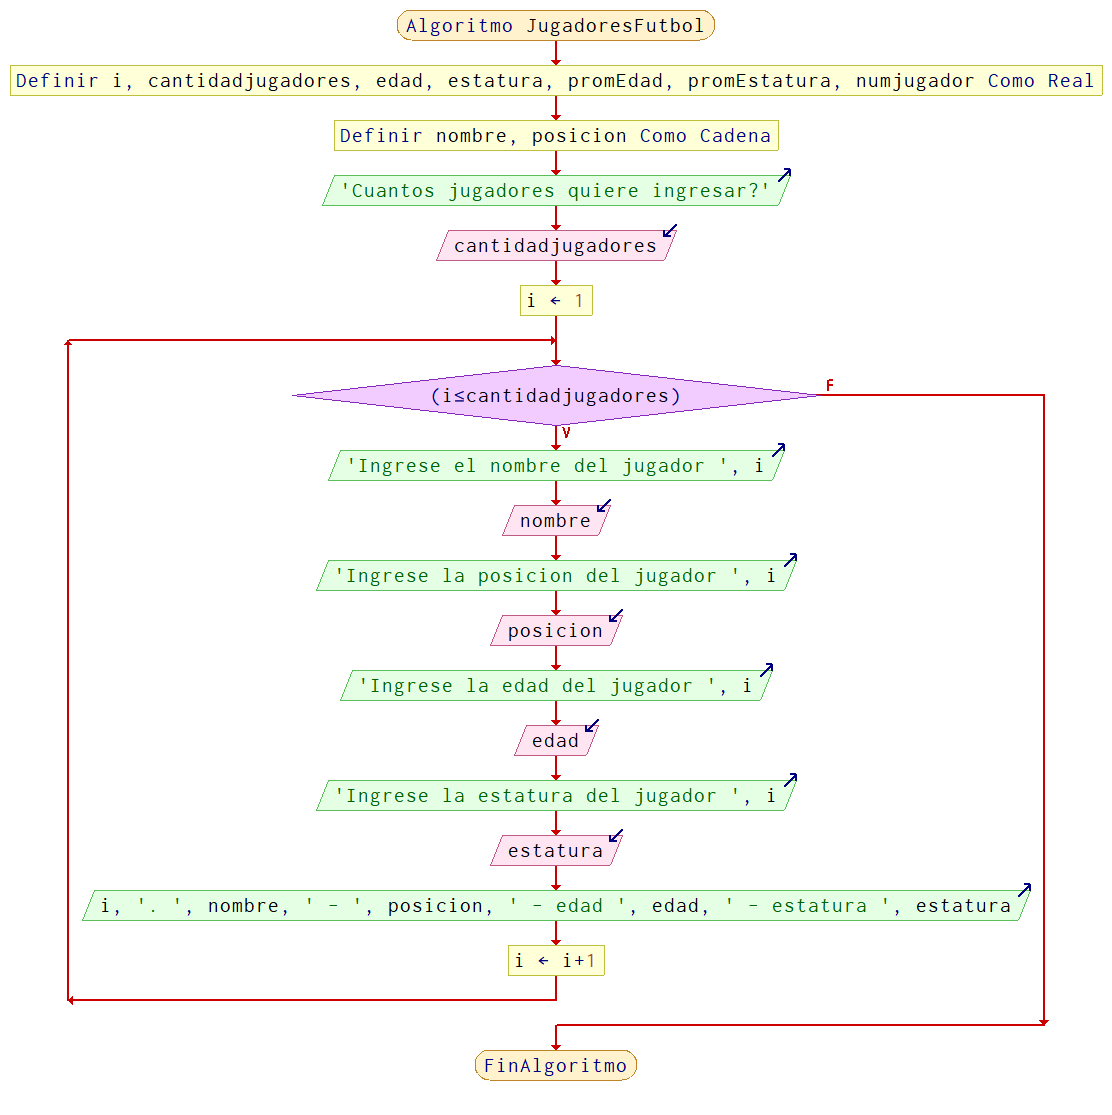 Algoritmo JugadoresFutbol
Definir i, cantidadjugadores, edad, estatura, promEdad, promEstatura, numjugador Como Real
Definir nombre, posicion Como Cadena
'Cuantos jugadores quiere ingresar?'
cantidadjugadores
i ← 1
(i≤cantidadjugadores)
F
V
'Ingrese el nombre del jugador ', i
nombre
'Ingrese la posicion del jugador ', i
posicion
'Ingrese la edad del jugador ', i
edad
'Ingrese la estatura del jugador ', i
estatura
i, '. ', nombre, ' - ', posicion, ' - edad ', edad, ' - estatura ', estatura
i ← i+1
FinAlgoritmo